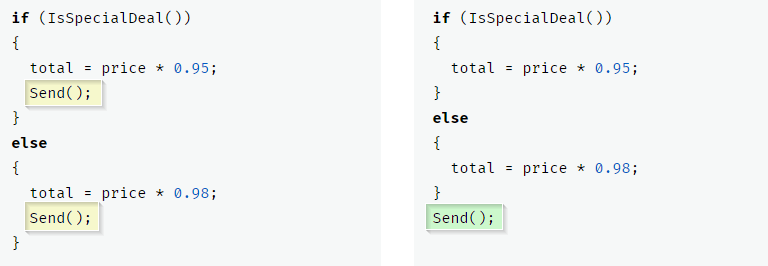 if (IsSpecialDeal())
{
  total = price * 0.95;
  Send();
}
else
{
  total = price * 0.98;
  Send();
}
if (IsSpecialDeal())
{
  total = price * 0.95;
}
else
{
  total = price * 0.98;
}
Send();